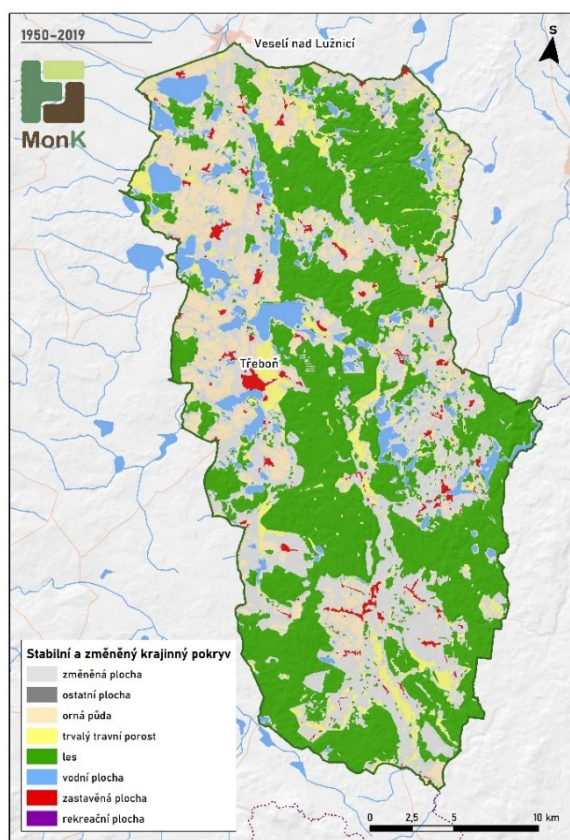 1950–2019
Veselí nad Lužnicí
S
MonK
Třeboň
Stabilní a změněný krajinný pokryv
změněná plocha
ostatní plocha
orná půda
trvalý travní porost
les
vodní plocha
zastavěná plocha
rekreační plocha
0 2,5 5 10 km